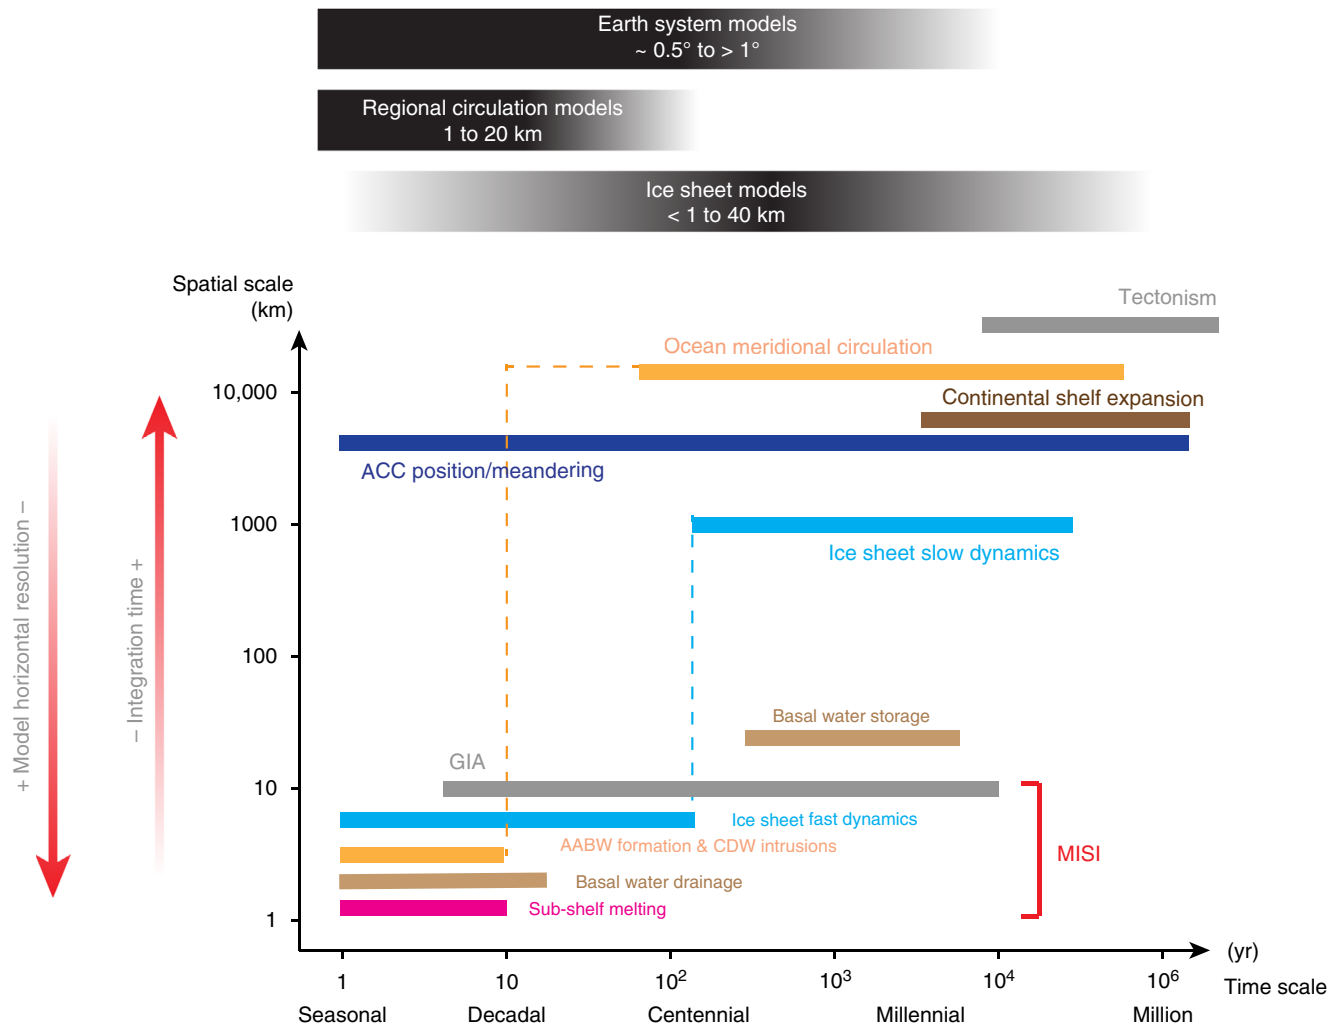 Earth system models
~ 0.5° to > 1°
Regional circulation models
1 to 20 km
Ice sheet models
< 1 to 40 km
Spatial scale
(km)
Tectonism
Ocean meridional circulation
10,000
Continental shelf expansion
ACC position/meandering
1000
Ice sheet slow dynamics
+ Model horizontal resolution –
– Integration time +
100
Basal water storage
GIA
10
Ice sheet fast dynamics
AABW formation & CDW intrusions
MISI
Basal water drainage
Sub-shelf melting
1
(yr)
1 10 10² 10³ 10⁴ 10⁶
Time scale
Seasonal Decadal Centennial Millennial Million